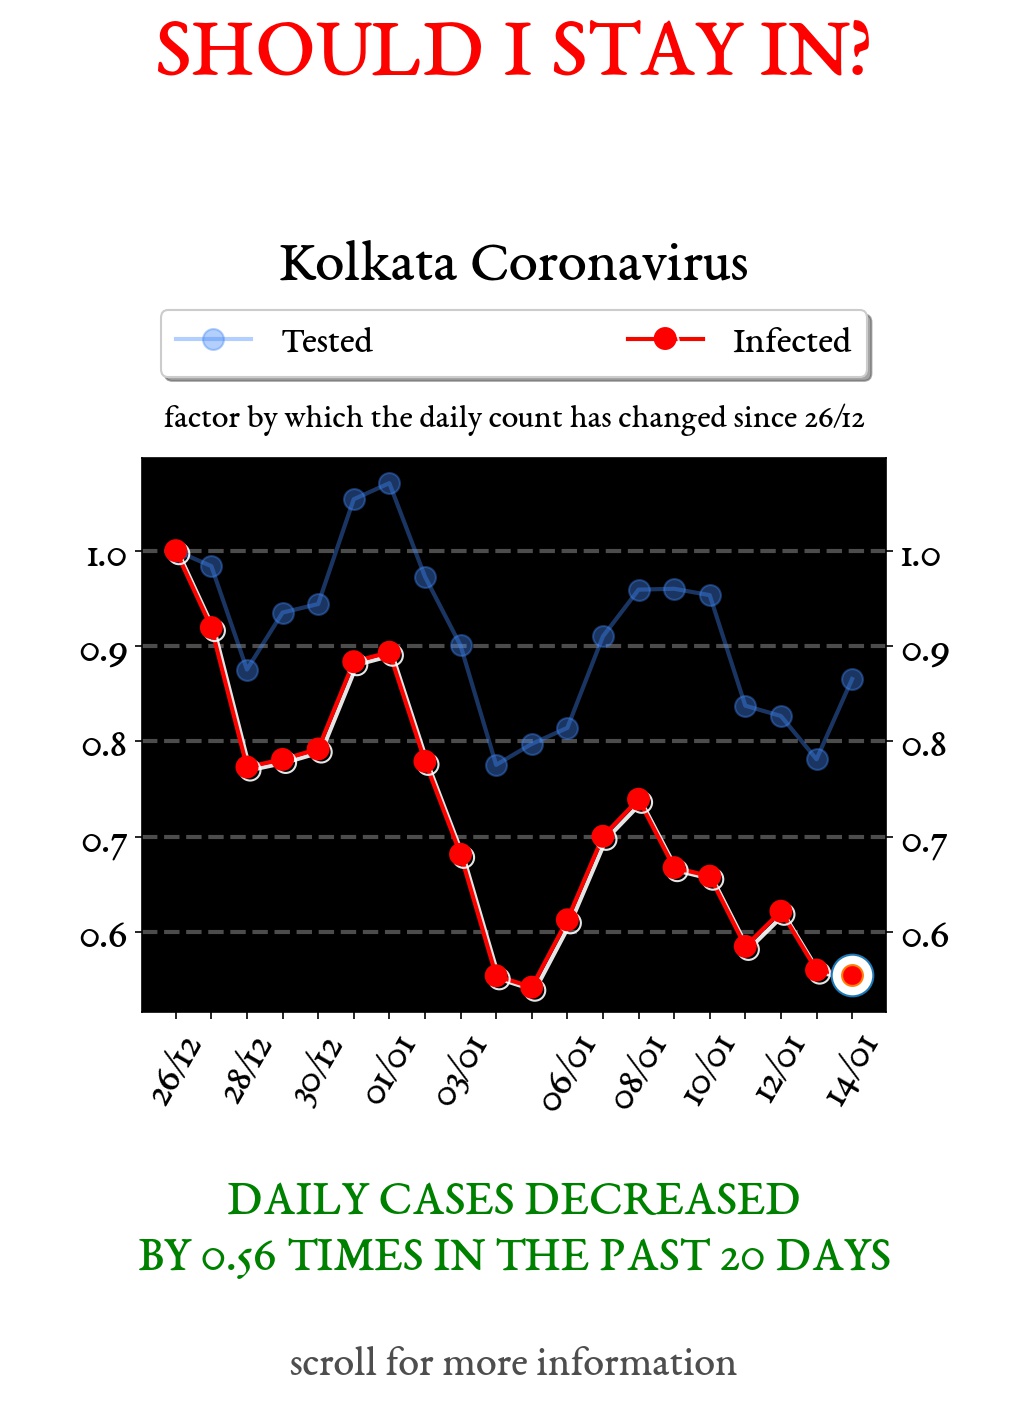 SHOULD I STAY IN?
Kolkata Coronavirus
Tested Infected
factor by which the daily count has changed since 26/12
1.0 1.0
0.9 0.9
0.8 0.8
0.7 0.7
0.6 0.6
26/12 28/12 30/12 01/01 03/01 06/01 08/01 10/01 12/01 14/01
DAILY CASES DECREASED
BY 0.56 TIMES IN THE PAST 20 DAYS
scroll for more information